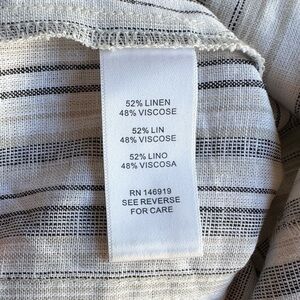 52% LINEN
48% VISCOSE
52% LIN
48% VISCOSE
52% LINO
48% VISCOSA
RN 146919
SEE REVERSE
FOR CARE